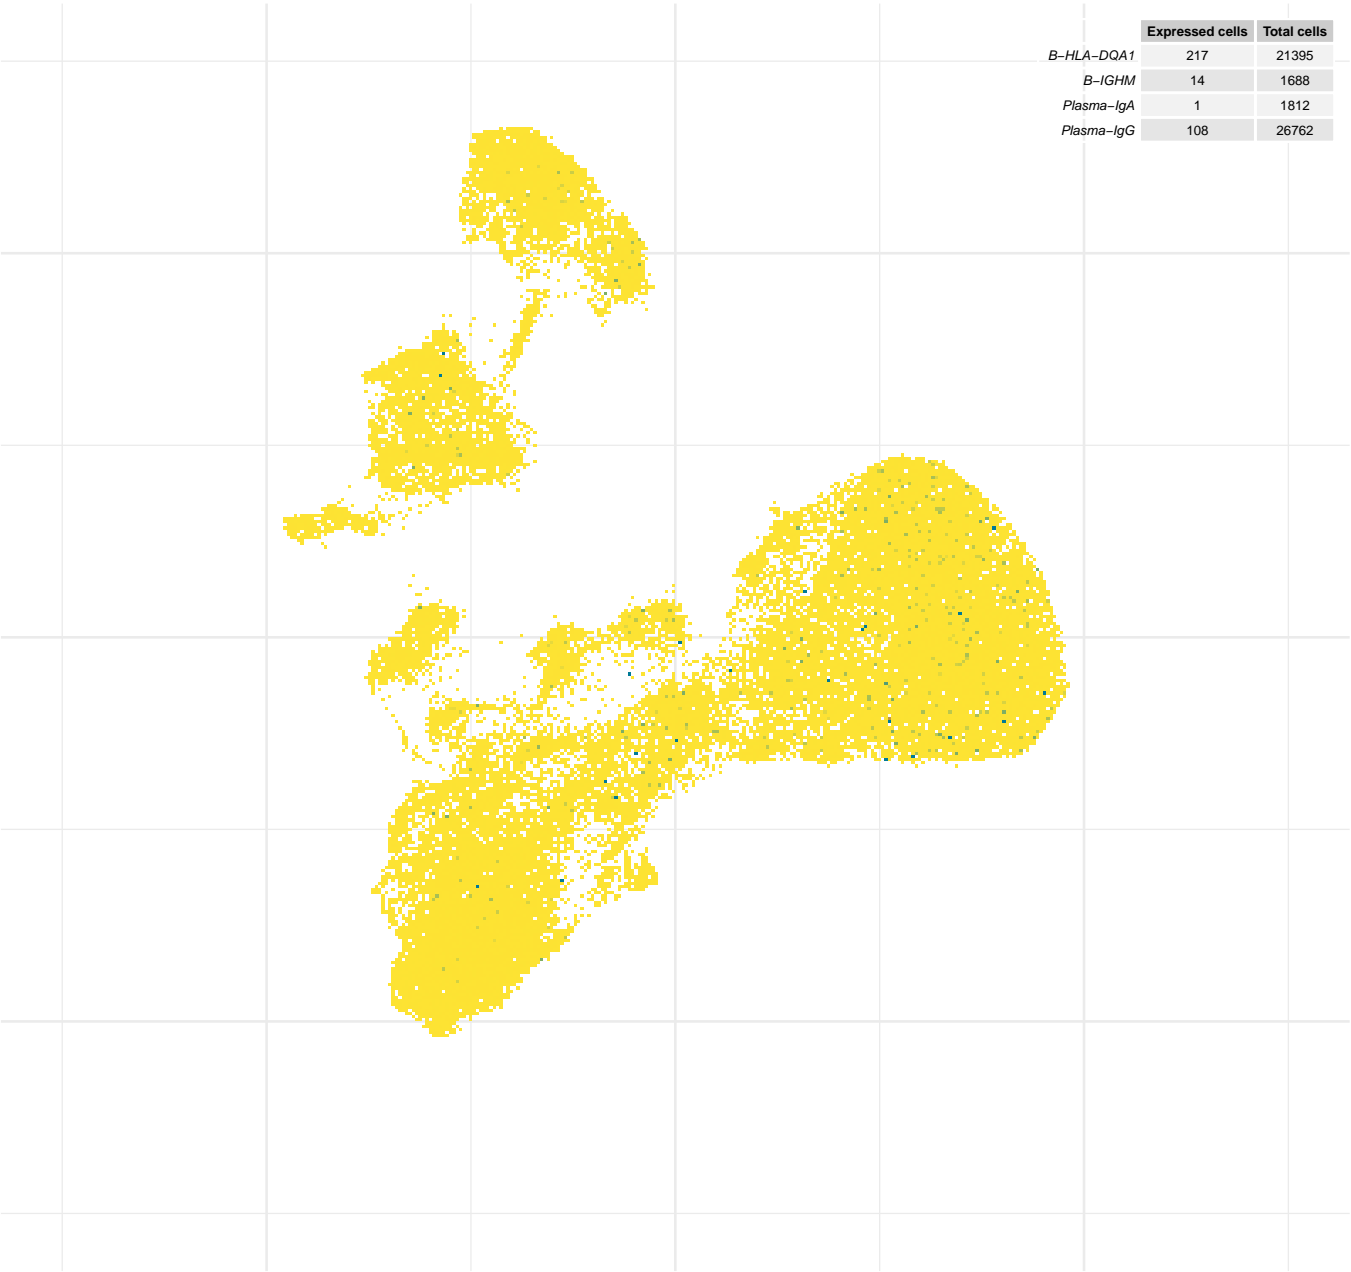 Expressed cells Total cells
B−HLA−DQA1 217 21395
B−IGHM 14 1688
Plasma−IgA 1 1812
Plasma−IgG 108 26762